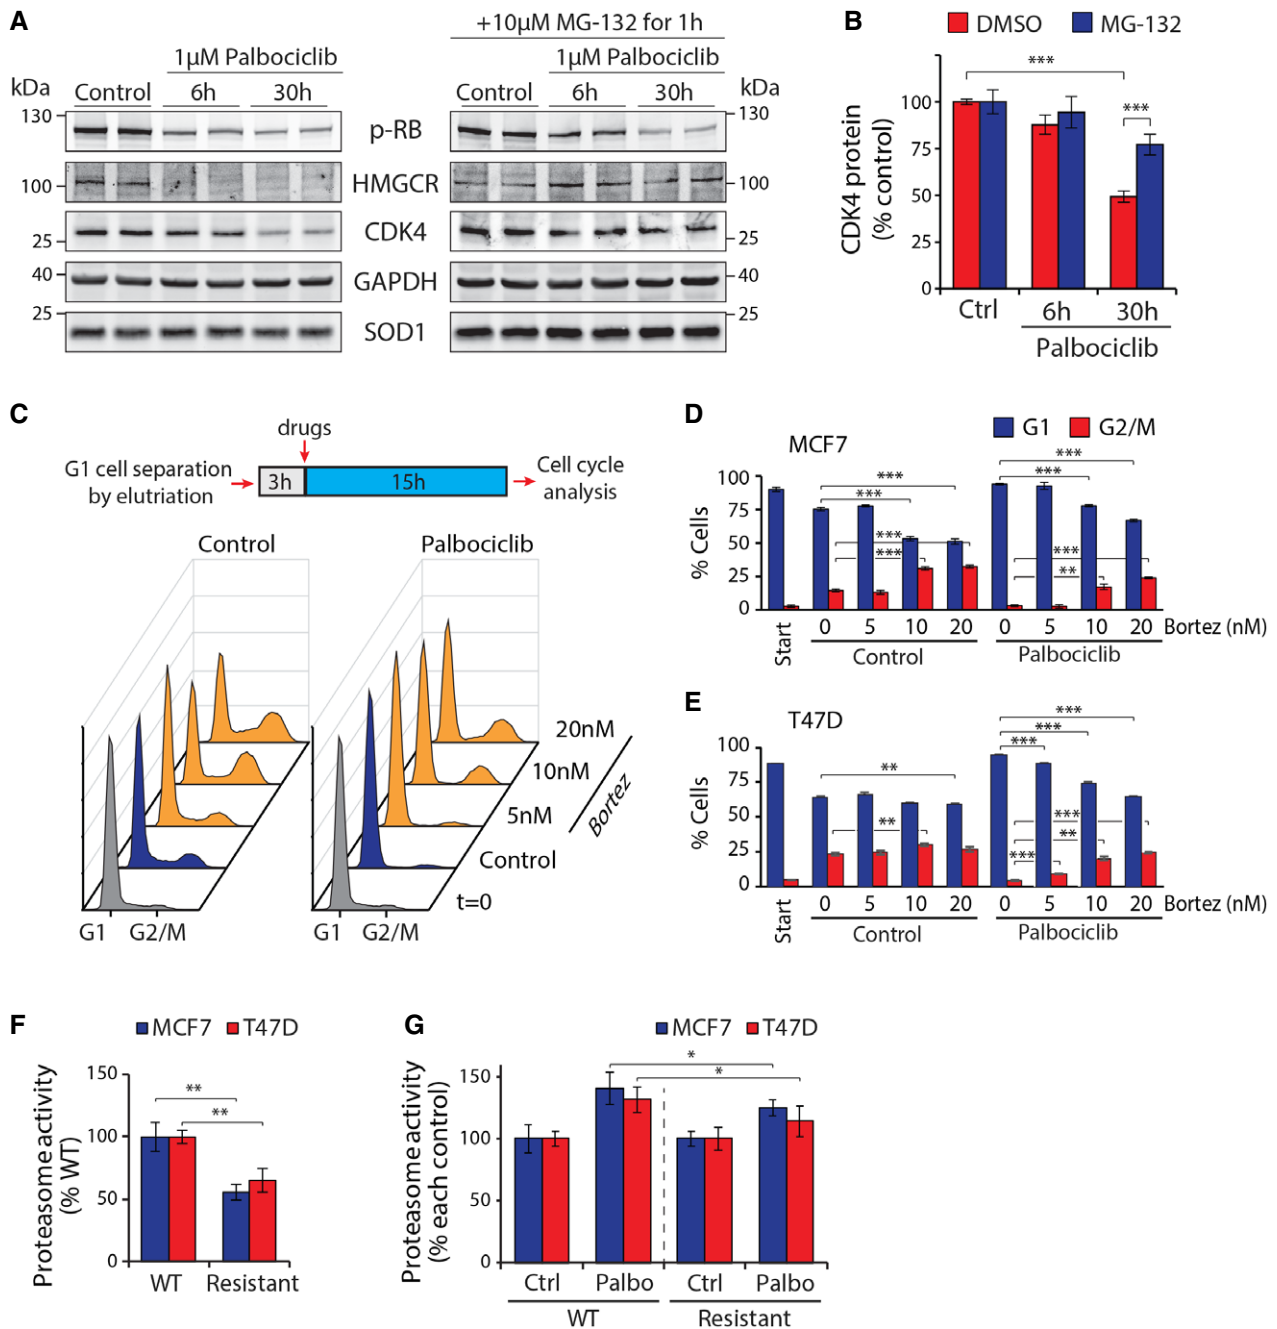 A
+10μM MG-132 for 1h
1μM Palbociclib
1μM Palbociclib
kDa
Control
6h
30h
Control
6h
30h
kDa
130
p-RB
130
100
HMGCR
100
25
CDK4
25
40
GAPDH
40
25
SOD1
25
B
DMSO
MG-132
***
***
CDK4 protein
(% control)
100
75
50
25
0
Ctrl
6h
30h
Palbociclib
C
drugs
G1 cell separation
by elutriation
3h
15h
Cell cycle
analysis
Control
Palbociclib
20nM
10nM
5nM
Bortez
Control
t=0
G1
G2/M
G1
G2/M
D
MCF7
G1
G2/M
% Cells
100
75
50
25
0
***
***
***
***
***
***
***
**
Start
0
5
10
20
0
5
10
20
Bortez (nM)
Control
Palbociclib
E
T47D
% Cells
100
75
50
25
0
**
**
***
***
***
***
**
***
Start
0
5
10
20
0
5
10
20
Bortez (nM)
Control
Palbociclib
F
MCF7
T47D
Proteasome activity
(% WT)
150
100
50
0
**
**
WT
Resistant
G
MCF7
T47D
Proteasome activity
(% each control)
150
100
50
0
*
*
Ctrl
Palbo
Ctrl
Palbo
WT
Resistant